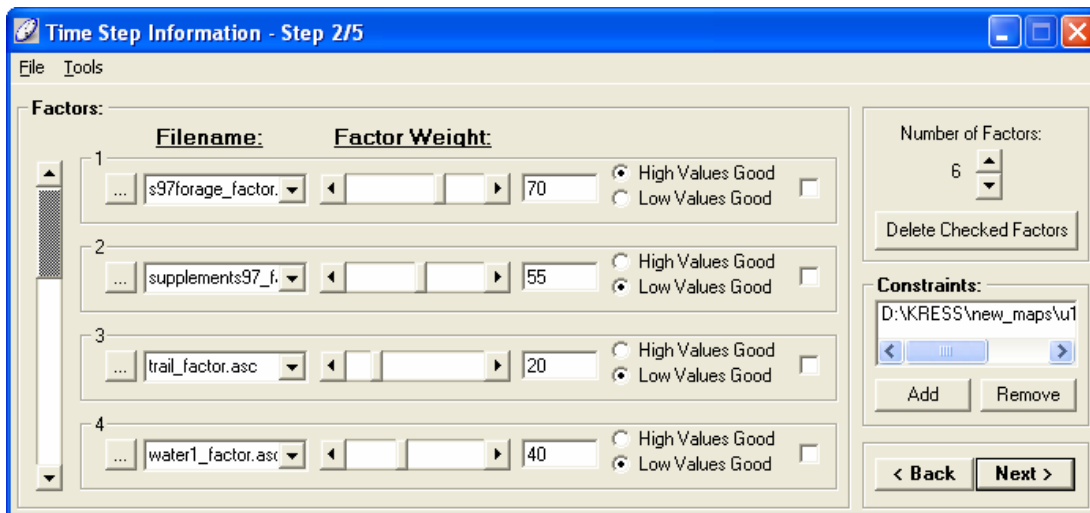 Time Step Information - Step 2/5
File Tools
Factors:
Filename: Factor Weight:
1
... s97forage_factor. 70 High Values Good
Low Values Good
2
... supplements97_f 55 High Values Good
Low Values Good
3
... trail_factor.asc 20 High Values Good
Low Values Good
4
... water1_factor.asc 40 High Values Good
Low Values Good
Number of Factors:
6
Delete Checked Factors
Constraints:
D:\KRESS\new_maps\u1
Add Remove
< Back Next >